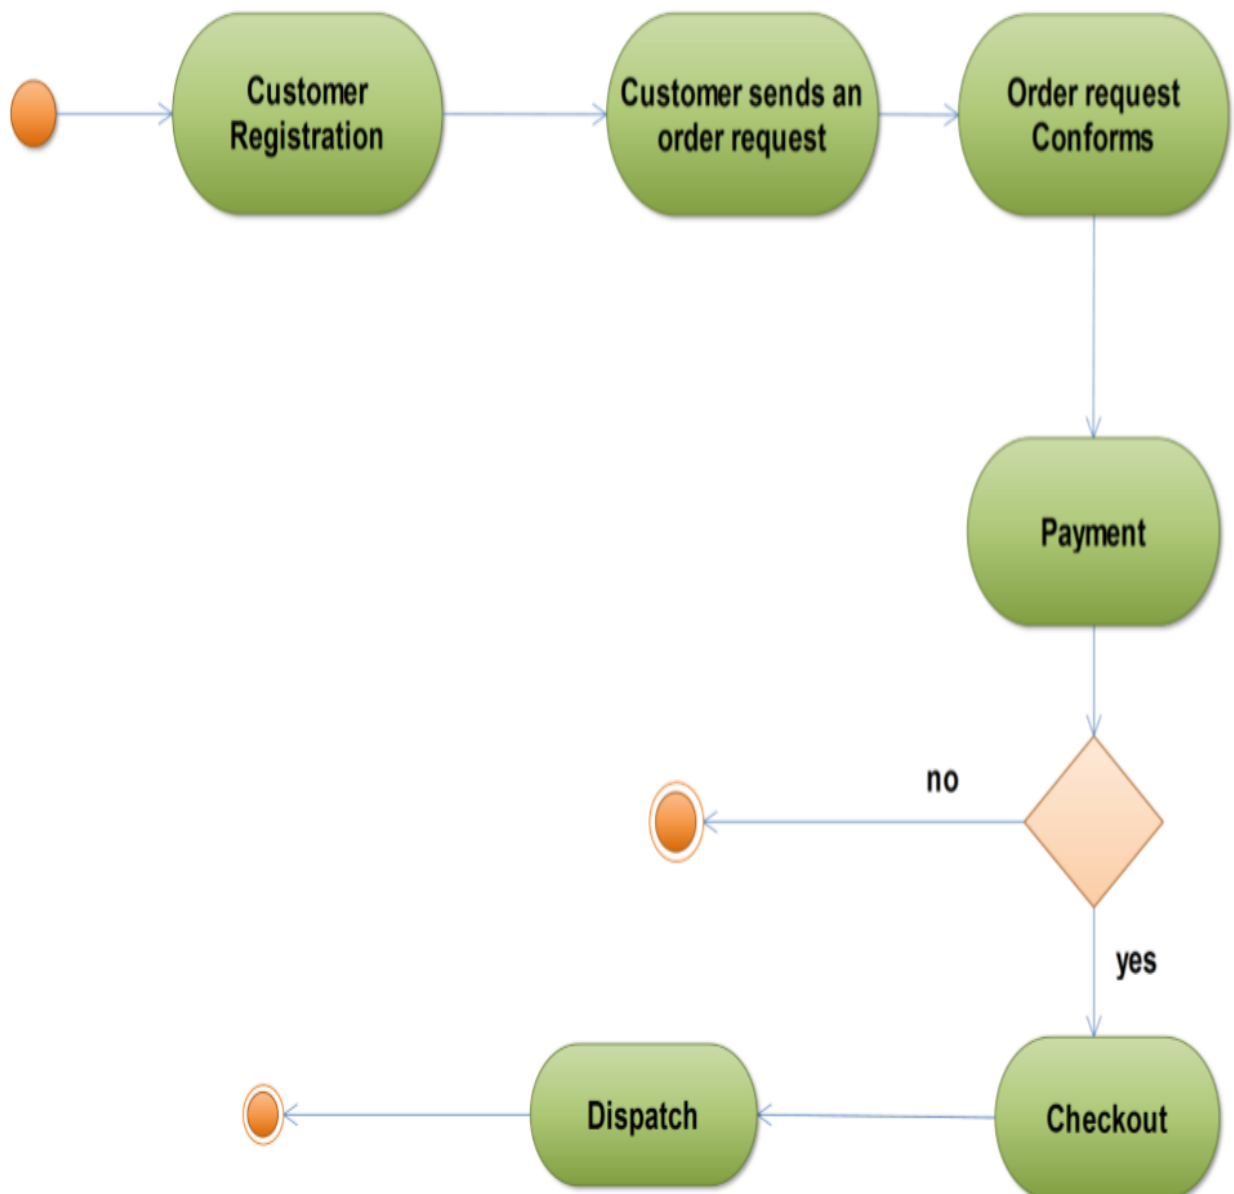 Customer
Registration
Customer sends an
order request
Order request
Conforms
Payment
no
yes
Checkout
Dispatch